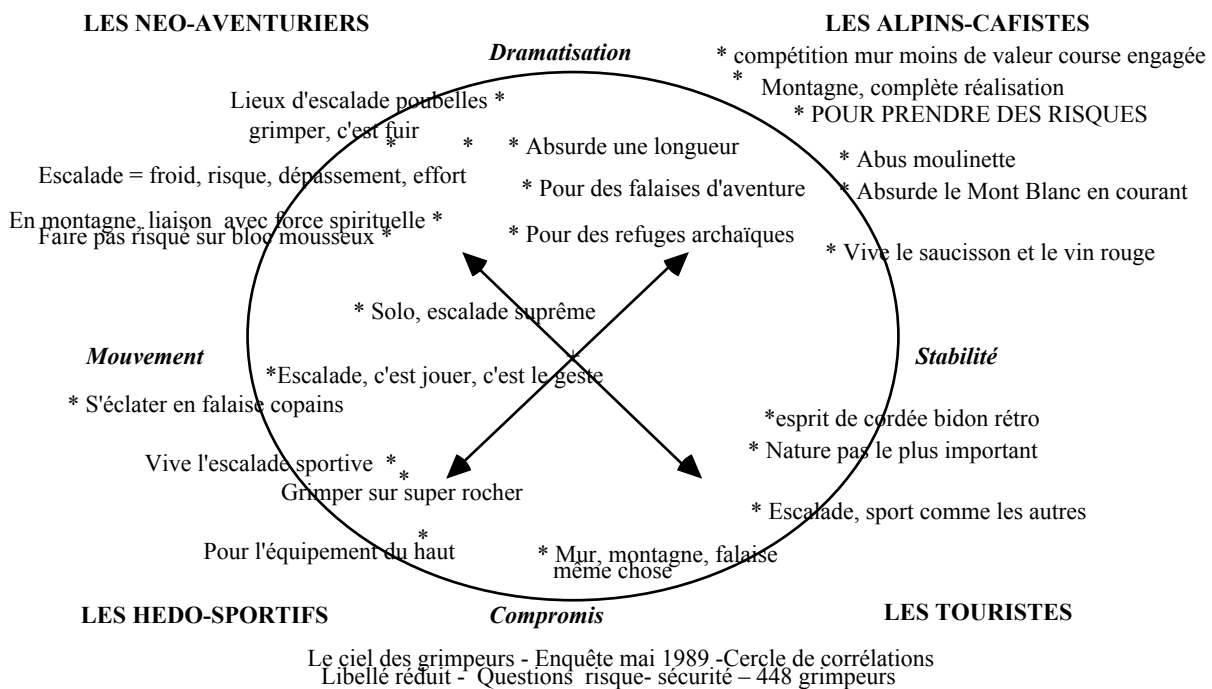 LES NEO-AVENTURIERS
LES ALPINS-CAFISTES
Dramatisation
* compétition mur moins de valeur course engagée
* Montagne, complète réalisation
Lieux d'escalade poubelles *
* POUR PRENDRE DES RISQUES
grimper, c'est fuir
* * * Absurde une longueur
* Abus moulinette
Escalade = froid, risque, dépassement, effort
* Pour des falaises d'aventure
* Absurde le Mont Blanc en courant
En montagne, liaison avec force spirituelle *
Faire pas risqué sur bloc mousseux *
* Pour des refuges archaïques
* Vive le saucisson et le vin rouge
* Solo, escalade suprême
Mouvement
Stabilité
*Escalade, c'est jouer, c'est le geste
* S'éclater en falaise copains
*esprit de cordée bidon rétro
* Nature pas le plus important
Vive l'escalade sportive *
*
Grimper sur super rocher
* Escalade, sport comme les autres
*
Pour l'équipement du haut
* Mur, montagne, falaise
même chose
LES HEDO-SPORTIFS
Compromis
LES TOURISTES
Le ciel des grimpeurs - Enquête mai 1989 -Cercle de corrélations
Libellé réduit - Questions risque- sécurité – 448 grimpeurs